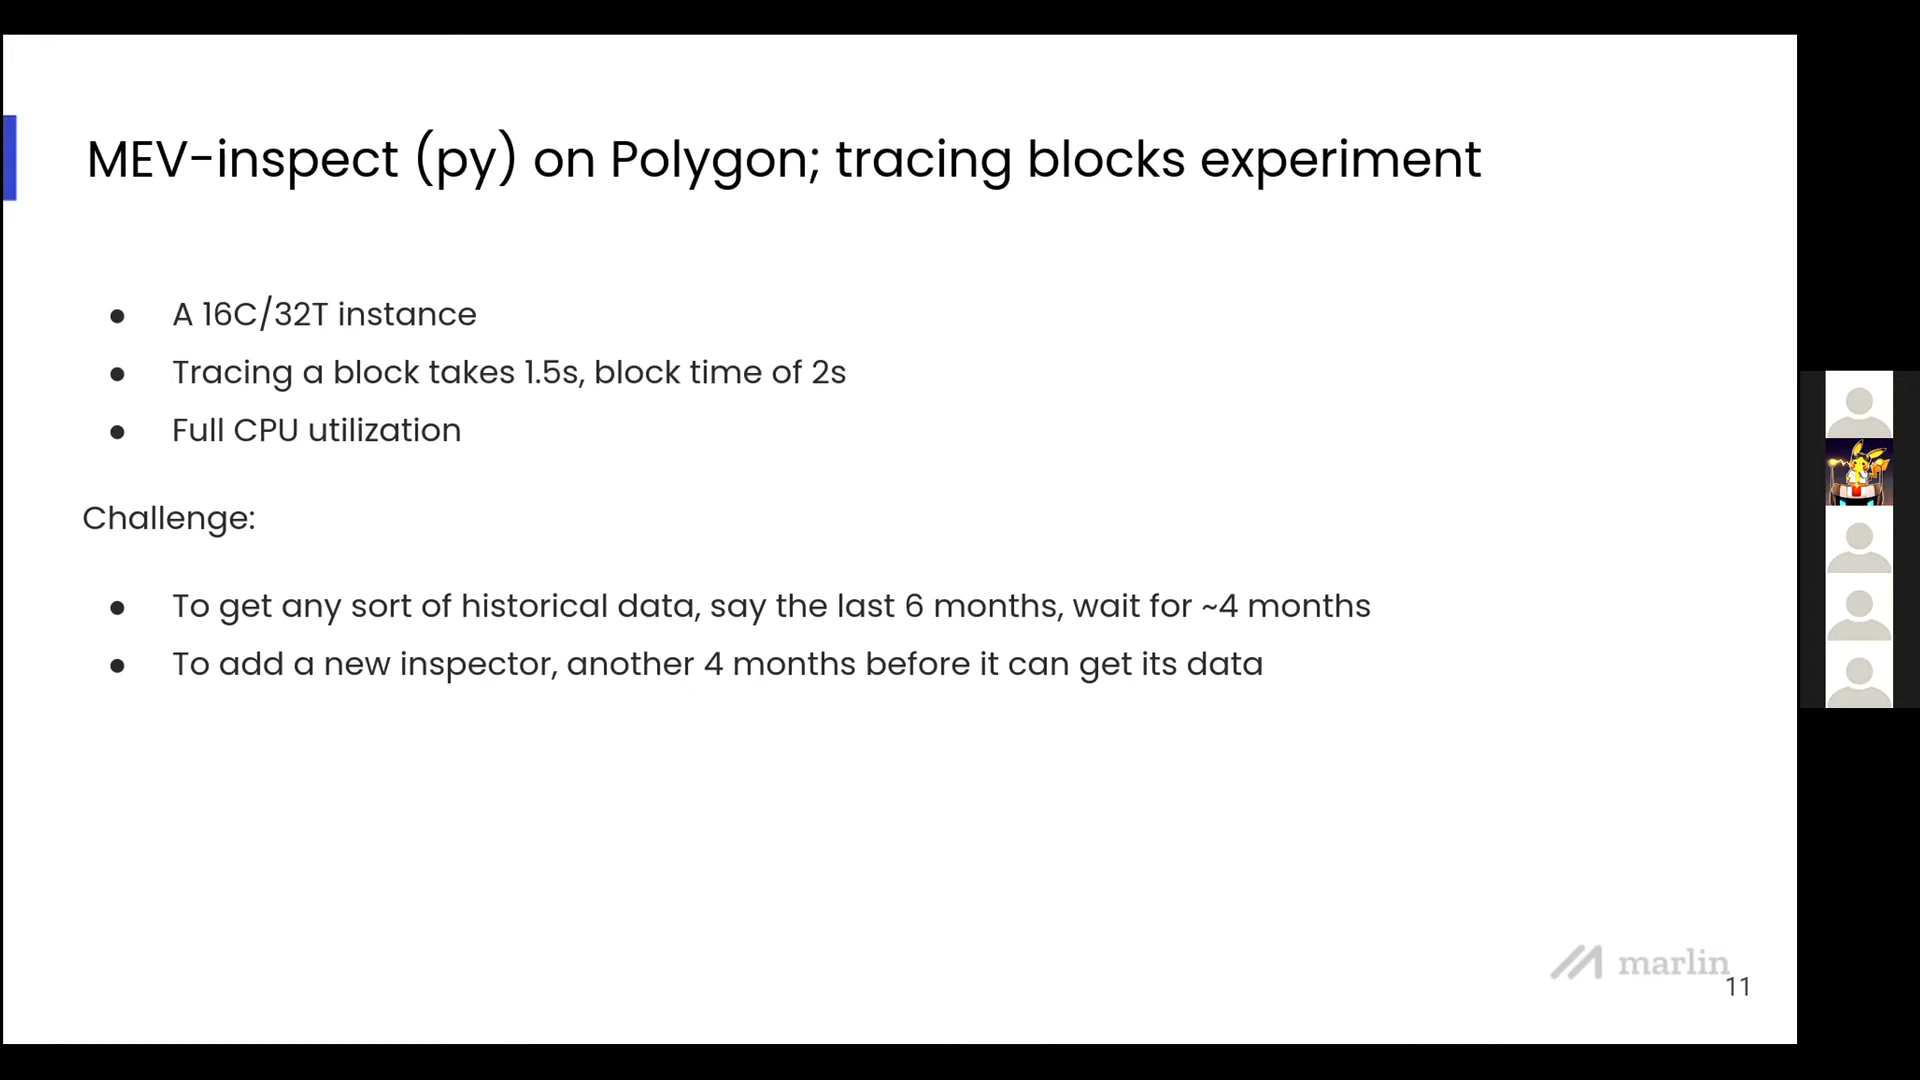 MEV-inspect (py) on Polygon; tracing blocks experiment
● A 16C/32T instance
● Tracing a block takes 1.5s, block time of 2s
● Full CPU utilization
Challenge:
● To get any sort of historical data, say the last 6 months, wait for ~4 months
● To add a new inspector, another 4 months before it can get its data
marlin
11